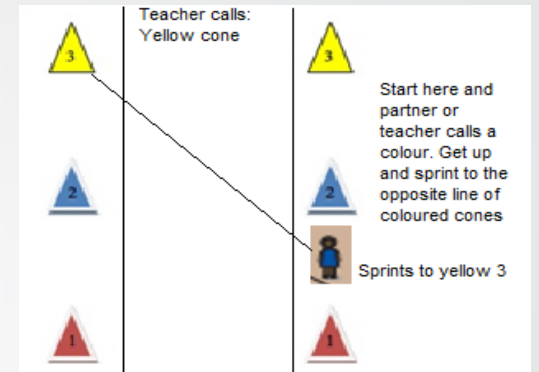 Teacher calls:
Yellow cone
3
3
Start here and
partner or
teacher calls a
colour. Get up
and sprint to the
opposite line of
coloured cones
2
2
Sprints to yellow 3
1
1